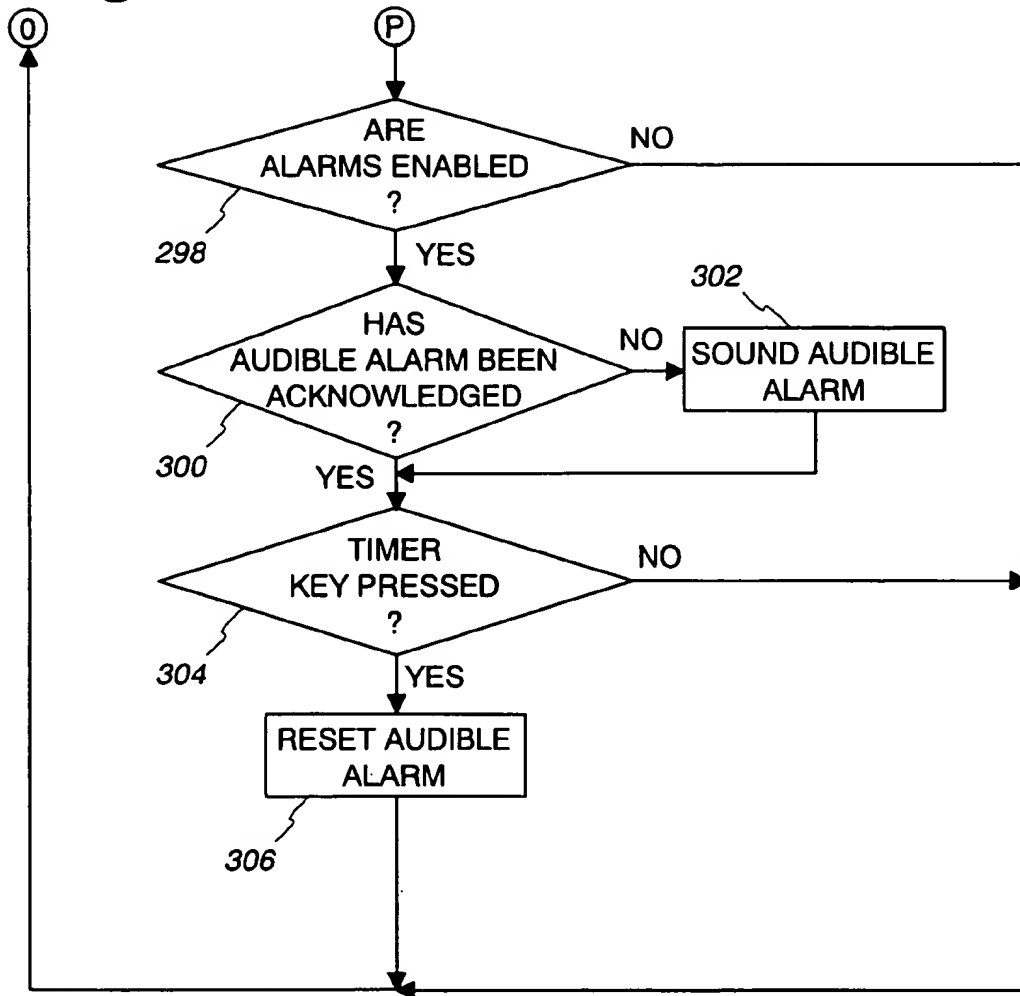 0
P
ARE
ALARMS ENABLED
?
NO
298
YES
302
HAS
AUDIBLE ALARM BEEN
ACKNOWLEDGED
?
NO
SOUND AUDIBLE
ALARM
300
YES
TIMER
KEY PRESSED
?
NO
304
YES
RESET AUDIBLE
ALARM
306